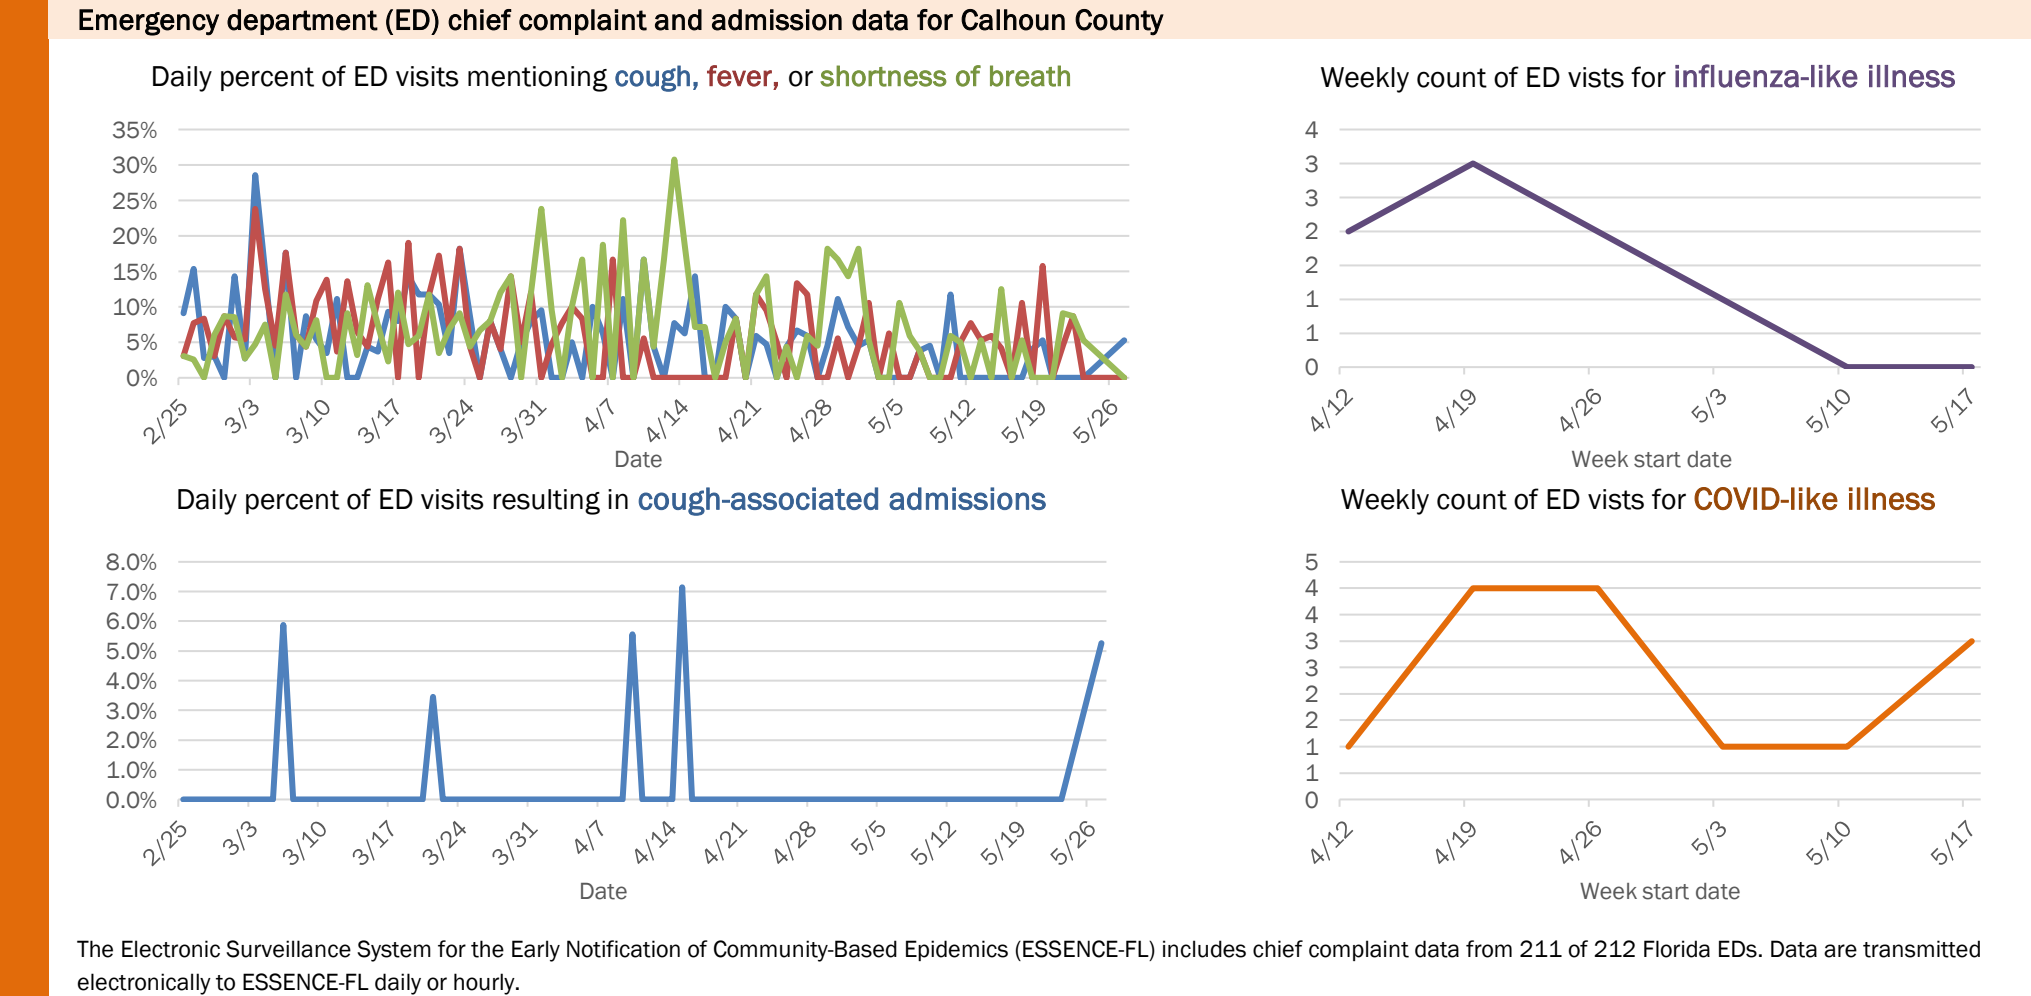 Emergency department (ED) chief complaint and admission data for Calhoun County
Daily percent of ED visits mentioning cough, fever, or shortness of breath
35%
30%
25%
20%
15%
10%
5%
0%
2/25 3/3 3/10 3/17 3/24 3/31 4/7 4/14 4/21 4/28 5/5 5/12 5/19 5/26
Date
Weekly count of ED vists for influenza-like illness
4
3
3
2
2
1
1
0
4/12 4/19 4/26 5/3 5/10 5/17
Week start date
Daily percent of ED visits resulting in cough-associated admissions
8.0%
7.0%
6.0%
5.0%
4.0%
3.0%
2.0%
1.0%
0.0%
2/25 3/3 3/10 3/17 3/24 3/31 4/7 4/14 4/21 4/28 5/5 5/12 5/19 5/26
Date
Weekly count of ED vists for COVID-like illness
5
4
4
3
3
2
2
1
1
0
4/12 4/19 4/26 5/3 5/10 5/17
Week start date
The Electronic Surveillance System for the Early Notification of Community-Based Epidemics (ESSENCE-FL) includes chief complaint data from 211 of 212 Florida EDs. Data are transmitted
electronically to ESSENCE-FL daily or hourly.